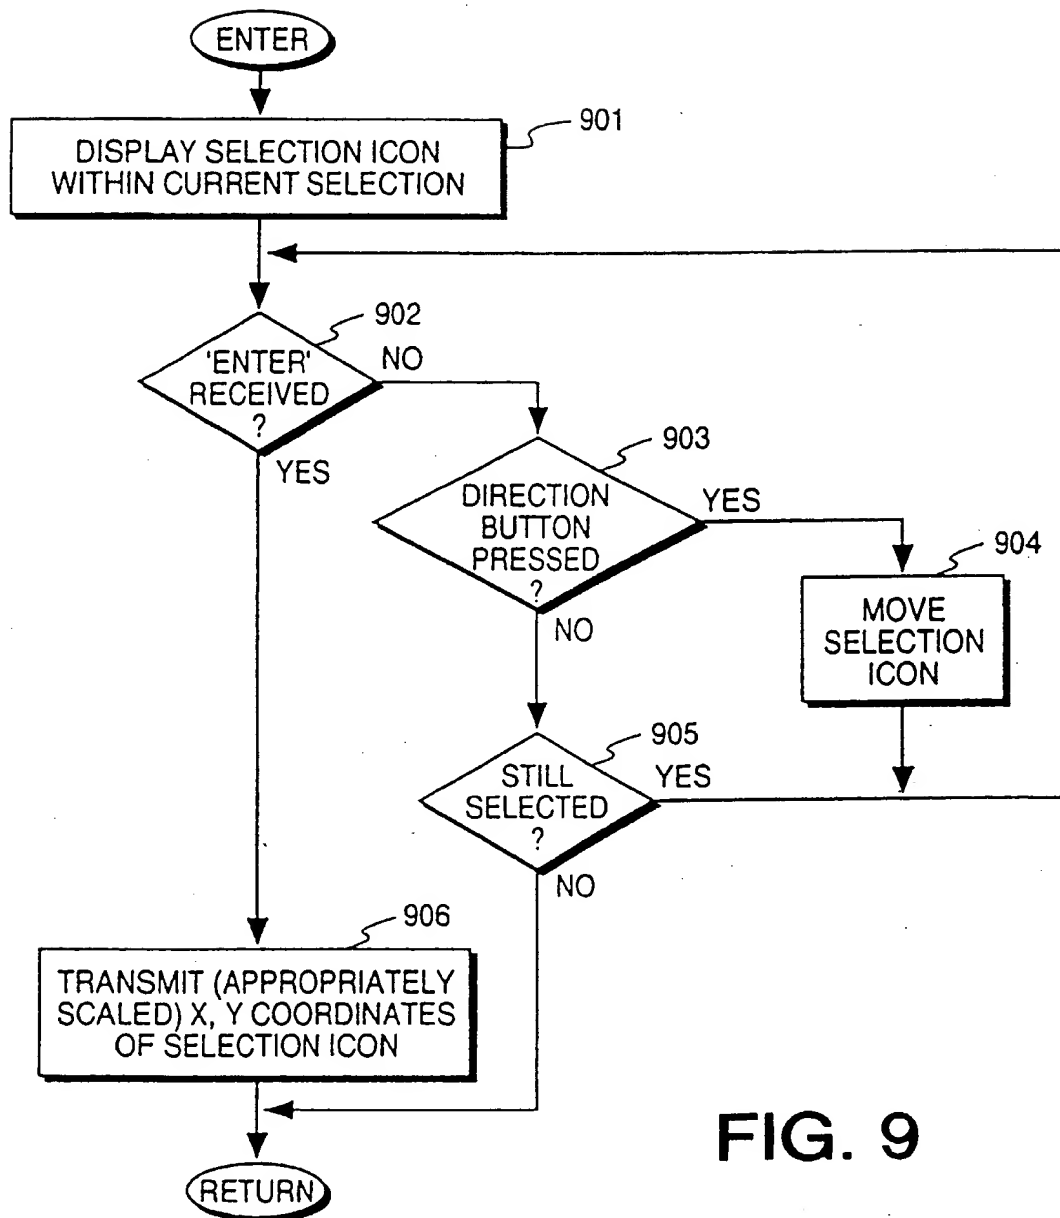 ENTER
901
DISPLAY SELECTION ICON
WITHIN CURRENT SELECTION
902
'ENTER'
RECEIVED
?
NO
YES
903
DIRECTION
BUTTON
PRESSED
?
YES
NO
904
MOVE
SELECTION
ICON
905
STILL
SELECTED
?
YES
NO
906
TRANSMIT (APPROPRIATELY
SCALED) X, Y COORDINATES
OF SELECTION ICON
RETURN
FIG. 9